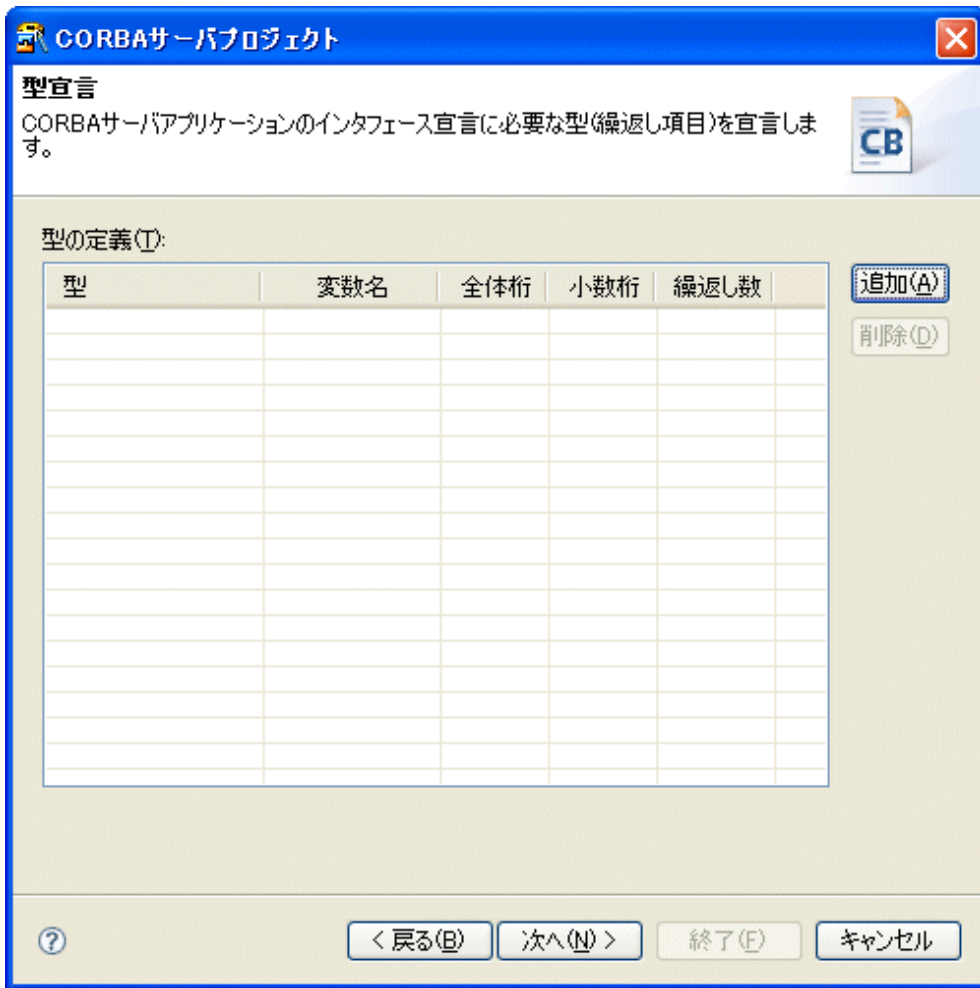 CORBAサーバプロジェクト
型宣言
CORBAサーバアプリケーションのインタフェース宣言に必要な型(繰返し項目)を宣言しま
す。
CB
型の定義(T):
型 変数名 全体桁 小数桁 繰返し数
追加(A)
削除(D)
< 戻る(B) 次へ(N) > 終了(F) キャンセル